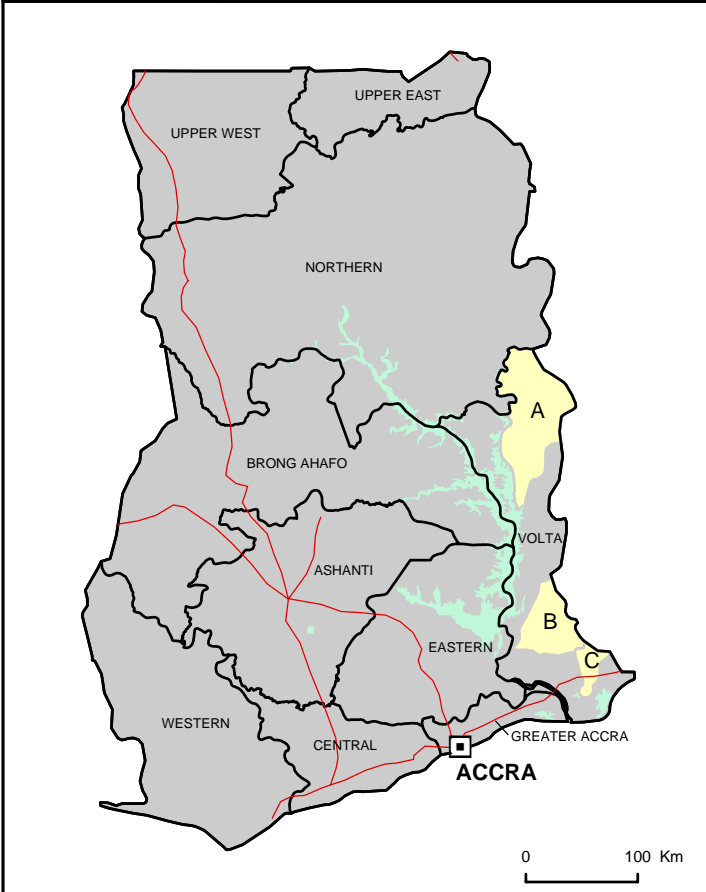 UPPER EAST
UPPER WEST
NORTHERN
A
BRONG AHAFO
VOLTA
ASHANTI
B
EASTERN
C
WESTERN
CENTRAL
GREATER ACCRA
ACCRA
0 100 Km